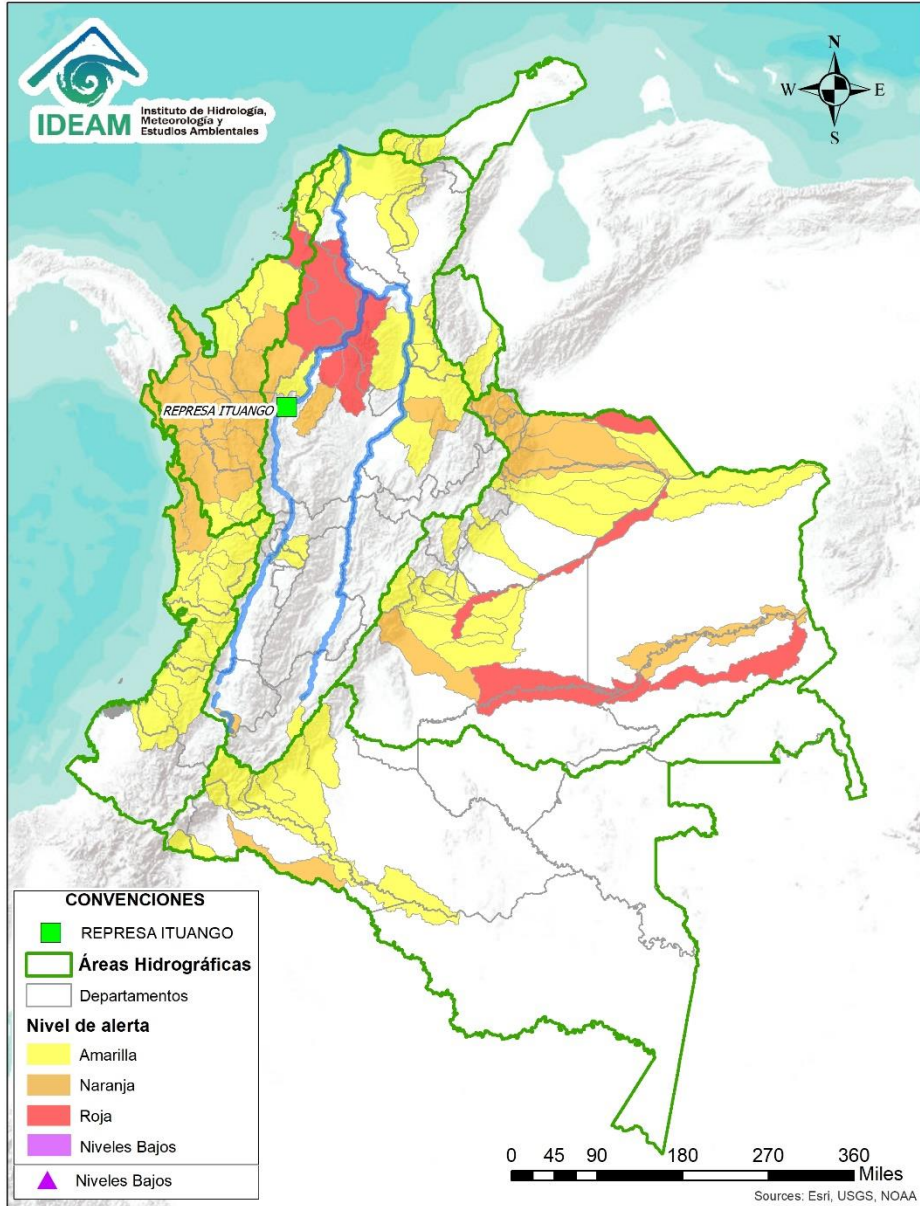 IDEAM
Instituto de Hidrología,
Meteorología y
Estudios Ambientales
N
W
E
S
REPRESA ITUANGO
CONVENCIONES
REPRESA ITUANGO
Áreas Hidrográficas
Departamentos
Nivel de alerta
Amarilla
Naranja
Roja
Niveles Bajos
Niveles Bajos
0 45 90 180 270 360
Miles
Sources: Esri, USGS, NOAA